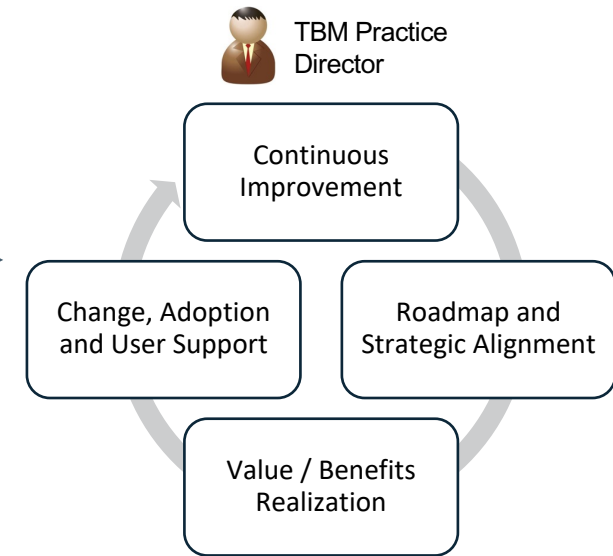 TBM Practice
Director
Continuous
Improvement
Change, Adoption
and User Support
Roadmap and
Strategic Alignment
Value / Benefits
Realization